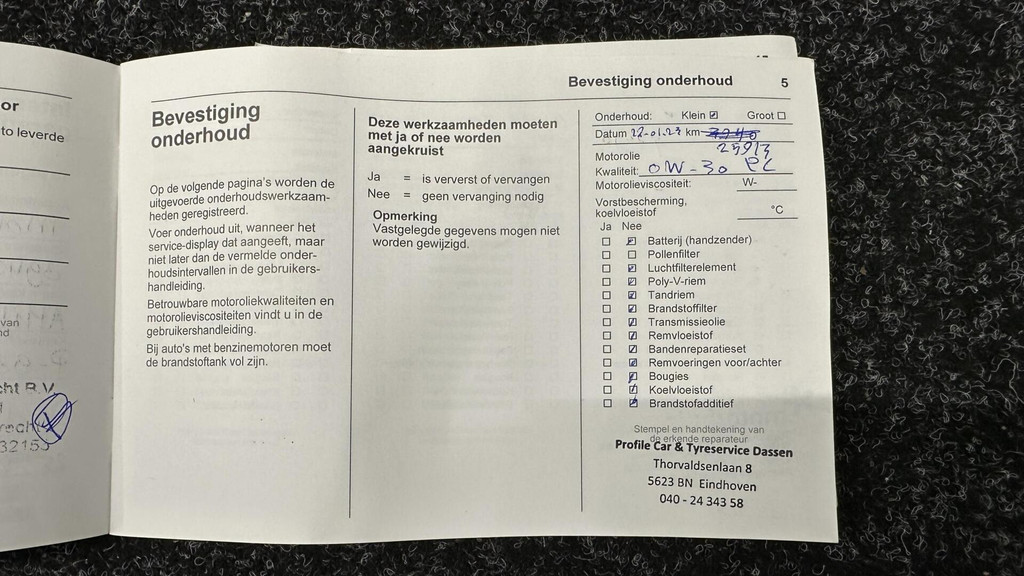 or
to leverde
van
nd
cht B.V.
32155
Bevestiging onderhoud 5
Bevestiging
onderhoud
Op de volgende pagina's worden de
uitgevoerde onderhoudswerkzaam-
heden geregistreerd.
Voer onderhoud uit, wanneer het
service-display dat aangeeft, maar
niet later dan de vermelde onder-
houdsintervallen in de gebruikers-
handleiding.
Betrouwbare motoroliekwaliteiten en
motorolieviscositeiten vindt u in de
gebruikershandleiding.
Bij auto's met benzinemotoren moet
de brandstoftank vol zijn.
Deze werkzaamheden moeten
met ja of nee worden
aangekruist
Ja = is ververst of vervangen
Nee = geen vervanging nodig
Opmerking
Vastgelegde gegevens mogen niet
worden gewijzigd.
Onderhoud: Klein Groot
Datum km
25913
Motorolie
Kwaliteit: 0W-30
Motorolieviscositeit: W-
Vorstbescherming,
koelvloeistof °C
Ja Nee
Batterij (handzender)
Pollenfilter
Luchtfilterelement
Poly-V-riem
Tandriem
Brandstoffilter
Transmissieolie
Remvloeistof
Bandenreparatieset
Remvoeringen voor/achter
Bougies
Koelvloeistof
Brandstofadditief
Stempel en handtekening van
de erkende reparateur
Profile Car & Tyreservice Dassen
Thorvaldsenlaan 8
5623 BN Eindhoven
040 - 24 343 58